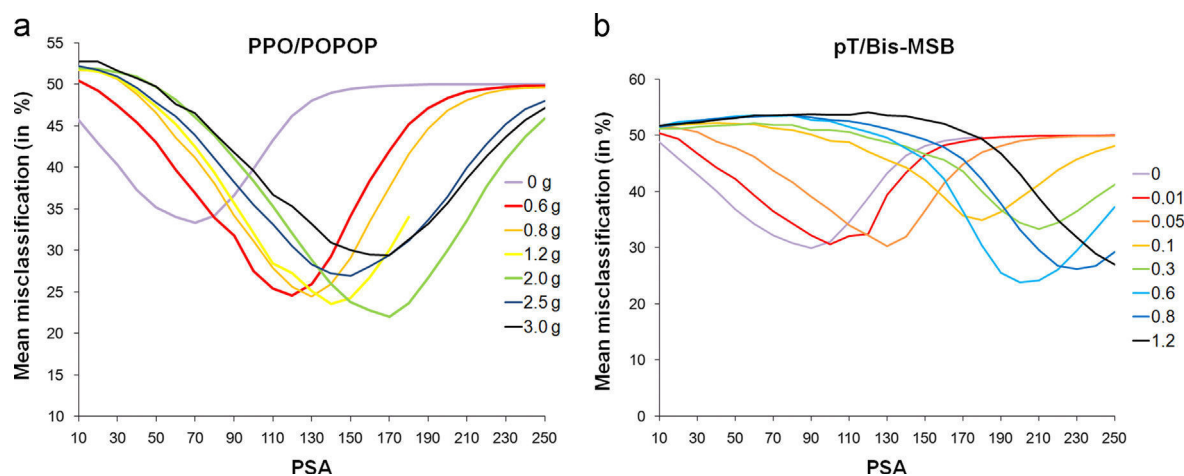 a
PPO/POPOP
Mean misclassification (in %)
55
50
45
40
35
30
25
20
15
10
10 30 50 70 90 110 130 150 170 190 210 230 250
PSA
0 g
0.6 g
0.8 g
1.2 g
2.0 g
2.5 g
3.0 g
b
pT/Bis-MSB
Mean misclassification (in %)
60
50
40
30
20
10
0
10 30 50 70 90 110 130 150 170 190 210 230 250
PSA
0
0.01
0.05
0.1
0.3
0.6
0.8
1.2